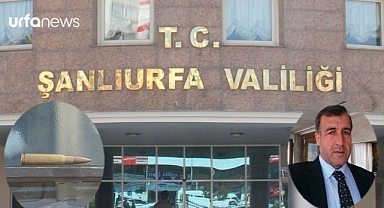 urfanews
T.C.
ŞANLIURFA VALİLİĞİ